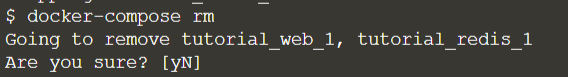 $ docker-compose rm
Going to remove tutorial_web_1, tutorial_redis_1
Are you sure? [yN]